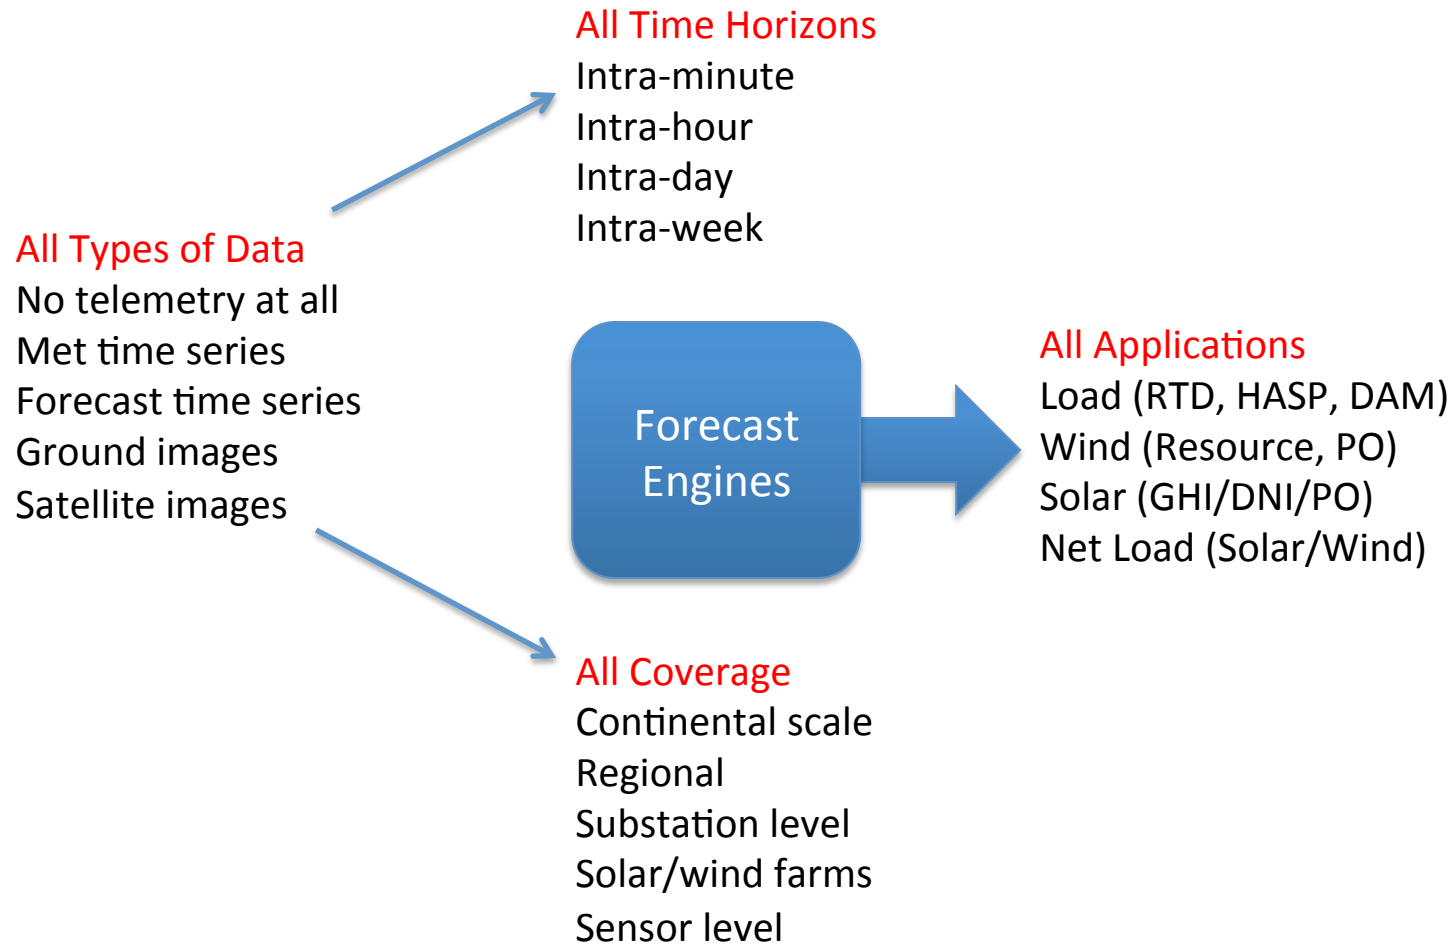 All Time Horizons
Intra-minute
Intra-hour
Intra-day
Intra-week
All Types of Data
No telemetry at all
Met time series
Forecast time series
Ground images
Satellite images
Forecast
Engines
All Applications
Load (RTD, HASP, DAM)
Wind (Resource, PO)
Solar (GHI/DNI/PO)
Net Load (Solar/Wind)
All Coverage
Continental scale
Regional
Substation level
Solar/wind farms
Sensor level